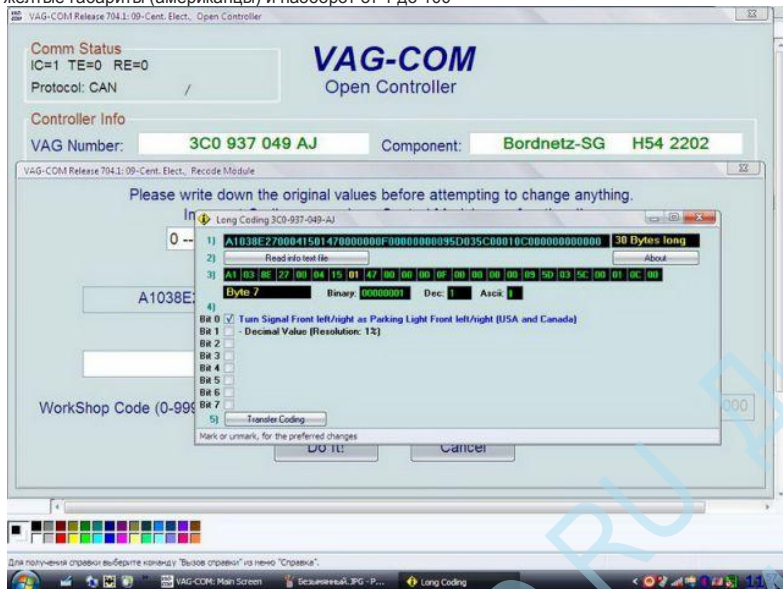 желтые габариты (американцы) и наоборот от 1 до 100
VAG-COM Release 704.1: 09-Cent. Elect., Open Controller
Comm Status
IC=1 TE=0 RE=0
Protocol: CAN /
VAG-COM
Open Controller
Controller Info
VAG Number: 3C0 937 049 AJ Component: Bordnetz-SG H54 2202
VAG-COM Release 704.1: 09-Cent. Elect., Recode Module
Please write down the original values before attempting to change anything.
Long Coding 3C0-937-049-AJ
0 --
1) A1038E2700041501470000000F00000000095D035C00010C000000000000 30 Bytes long
2) Read info text file About
3) A1 03 8E 27 00 04 15 01 47 00 00 00 0F 00 00 00 00 09 5D 03 5C 00 01 0C 00
A1038E
Byte 7 Binary: 00000001 Dec: 1 Ascii:
4)
Bit 0 Turn Signal Front left/right as Parking Light Front left/right (USA and Canada)
Bit 1 - Decimal Value (Resolution: 1%)
Bit 2
Bit 3
Bit 4
Bit 5
Bit 6
Bit 7
WorkShop Code (0-999
000
5) Transfer Coding
Mark or unmark, for the preferred changes
Do It! Cancel
Для получения справки выберите команду "Вызов справки" из меню "Справка".
VAG-COM: Main Screen Безымянный.JPG - P... Long Coding
RU